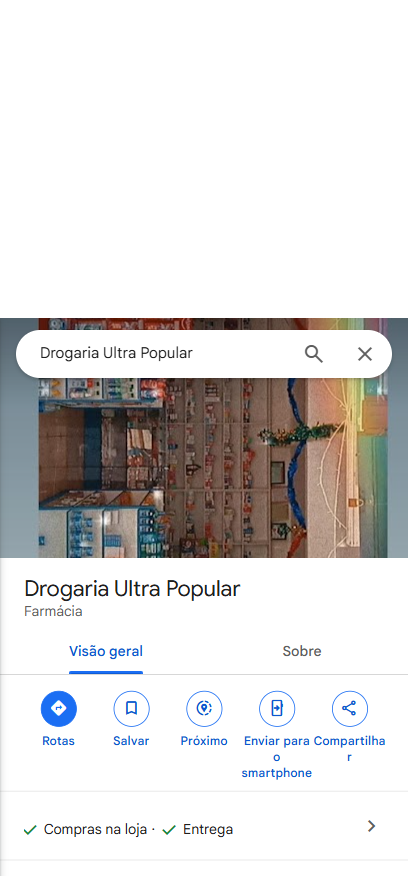 Drogaria Ultra Popular
Drogaria Ultra Popular
Farmácia
Visão geral
Sobre
Rotas
Salvar
Próximo
Enviar para
o
smartphone
Compartilha
r
Compras na loja · Entrega